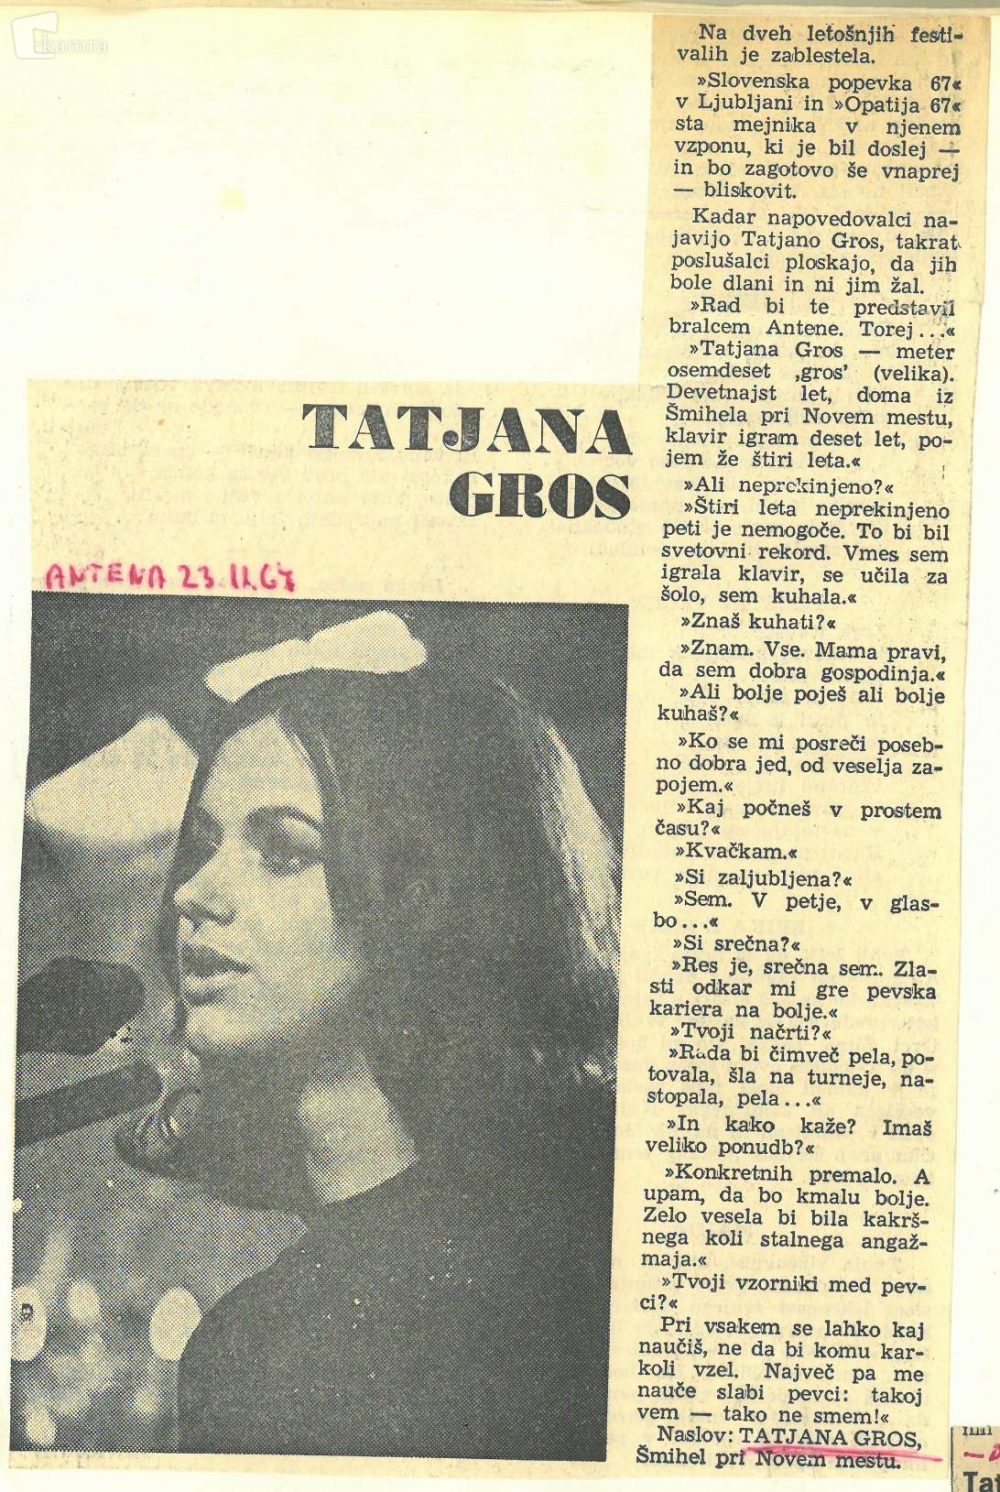 kamra
TATJANA
GROS
ANTENA 23.11.67
Na dveh letošnjih festi-
valih je zablestela.
»Slovenska popevka 67«
v Ljubljani in »Opatija 67«
sta mejnika v njenem
vzponu, ki je bil doslej —
in bo zagotovo še vnaprej
— bliskovit.
Kadar napovedovalci na-
javijo Tatjano Gros, takrat
poslušalci ploskajo, da jih
bole dlani in ni jim žal.
»Rad bi te predstavil
bralcem Antene. Torej...«
»Tatjana Gros — meter
osemdeset ,gros’ (velika).
Devetnajst let, doma iz
Šmihela pri Novem mestu,
klavir igram deset let, po-
jem že štiri leta.«
»Ali neprekinjeno?«
»Štiri leta neprekinjeno
peti je nemogoče. To bi bil
svetovni rekord. Vmes sem
igrala klavir, se učila za
šolo, sem kuhala.«
»Znaš kuhati?«
»Znam. Vse. Mama pravi,
da sem dobra gospodinja.«
»Ali bolje poješ ali bolje
kuhaš?«
»Ko se mi posreči poseb-
no dobra jed, od veselja za-
pojem.«
»Kaj počneš v prostem
času?«
»Kvačkam.«
»Si zaljubljena?«
»Sem. V petje, v glas-
bo...«
»Si srečna?«
»Res je, srečna sem. Zla-
sti odkar mi gre pevska
kariera na bolje.«
»Tvoji načrti?«
»Rada bi čimveč pela, po-
tovala, šla na turneje, na-
stopala, pela...«
»In kako kaže? Imaš
veliko ponudb?«
»Konkretnih premalo. A
upam, da bo kmalu bolje.
Zelo vesela bi bila kakrš-
nega koli stalnega angaž-
maja.«
»Tvoji vzorniki med pev-
ci?«
Pri vsakem se lahko kaj
naučiš, ne da bi komu kar-
koli vzel. Največ pa me
nauče slabi pevci: takoj
vem — tako ne smem!«
Naslov: TATJANA GROS,
Šmihel pri Novem mestu.
Tat